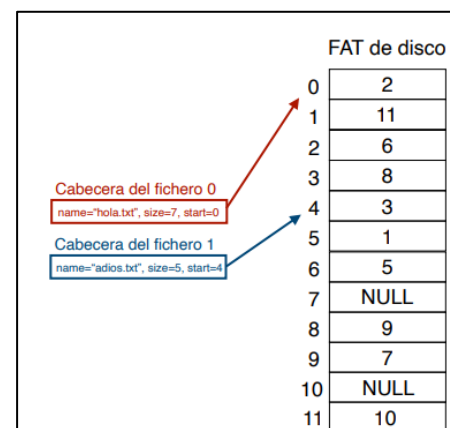 FAT de disco
0 2
1 11
2 6
3 8
Cabecera del fichero 0
name="hola.txt", size=7, start=0
4 3
Cabecera del fichero 1
name="adios.txt", size=5, start=4
5 1
6 5
7 NULL
8 9
9 7
10 NULL
11 10